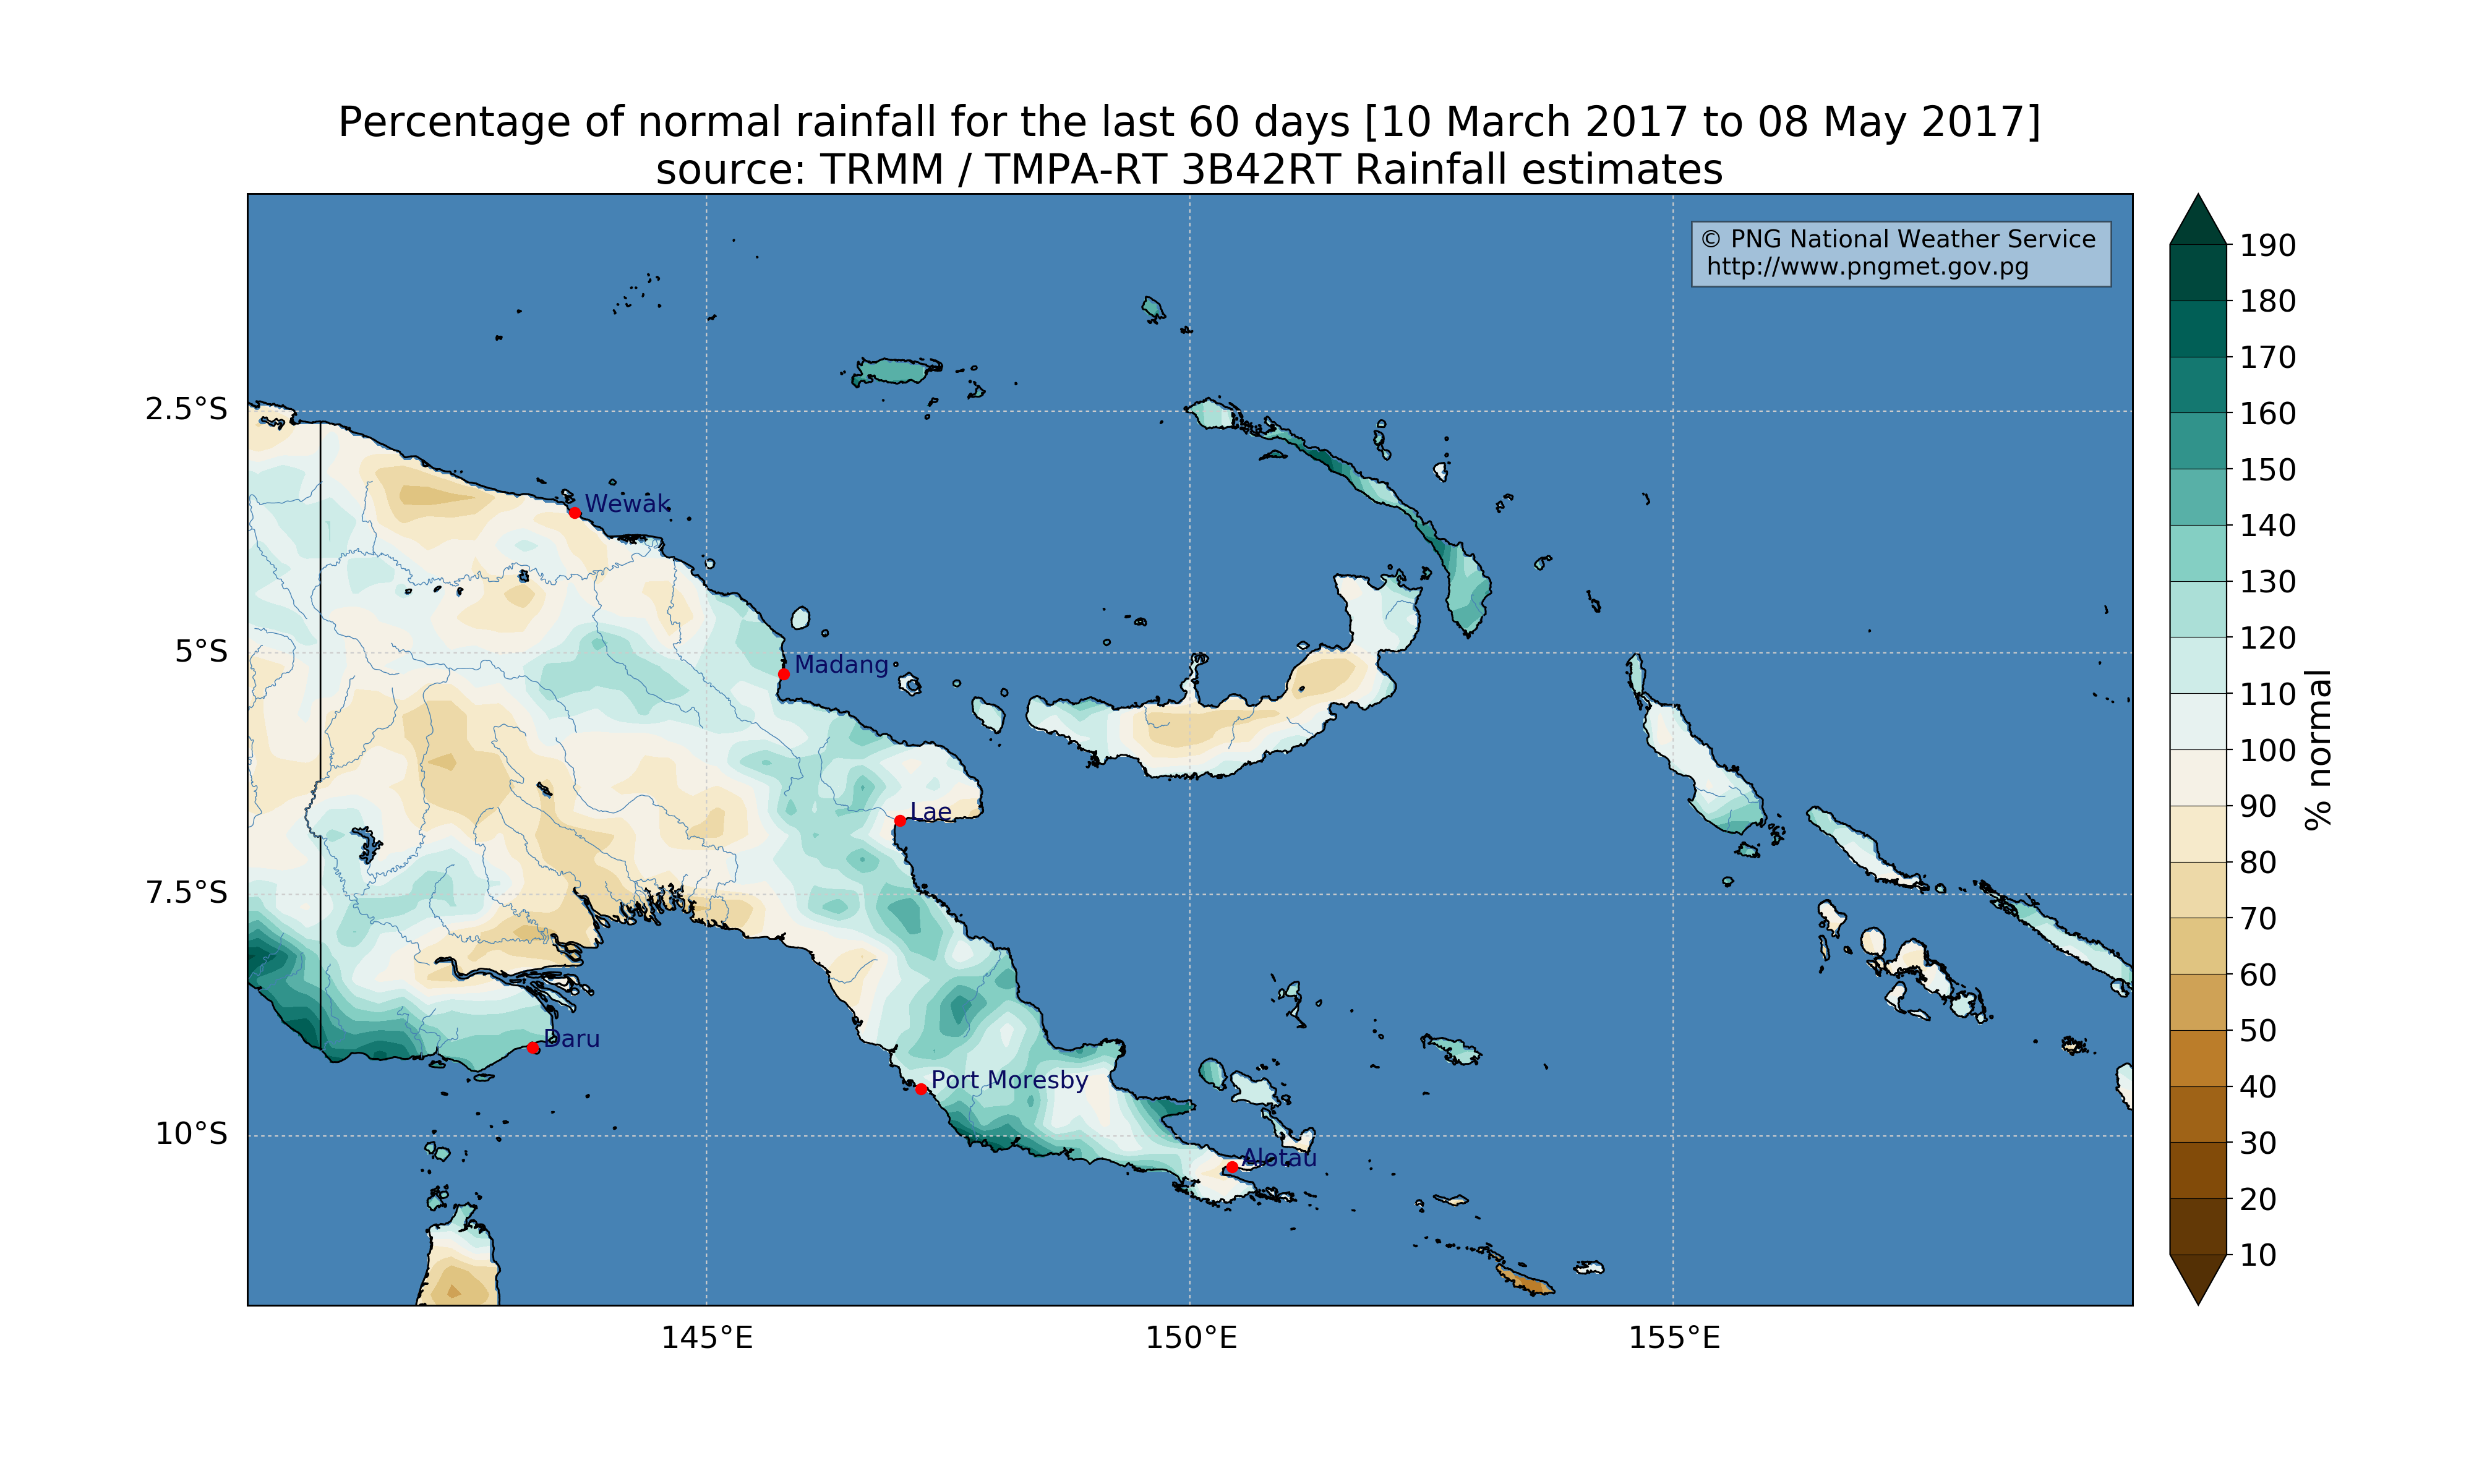 Percentage of normal rainfall for the last 60 days [10 March 2017 to 08 May 2017]
source: TRMM / TMPA-RT 3B42RT Rainfall estimates
© PNG National Weather Service
http://www.pngmet.gov.pg
2.5°S
5°S
7.5°S
10°S
145°E
150°E
155°E
Wewak
Madang
Lae
Daru
Port Moresby
Alotau
190
180
170
160
150
140
130
120
110
100
90
80
70
60
50
40
30
20
10
% normal